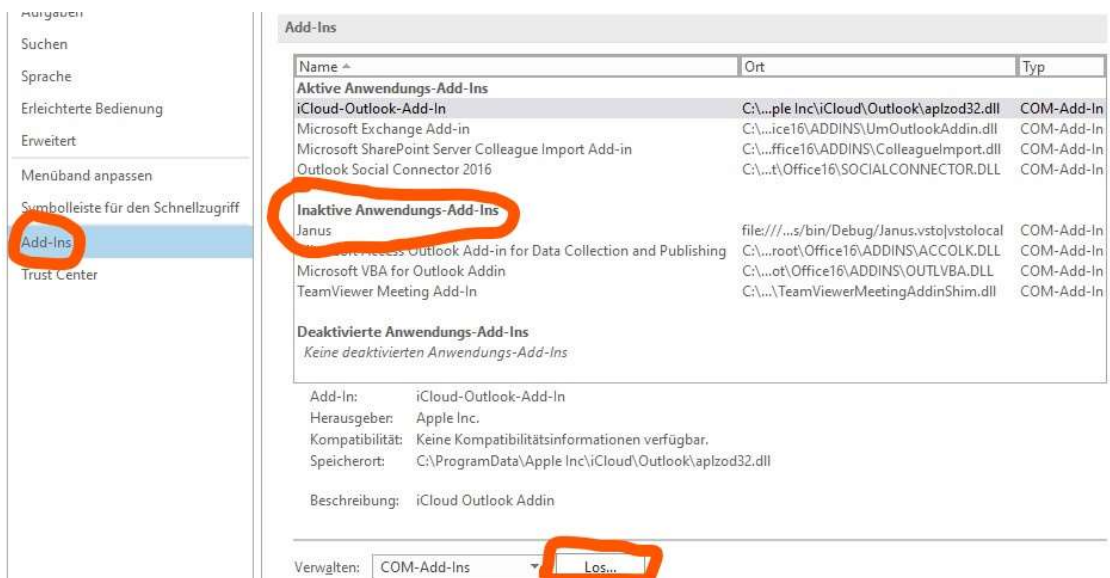 Aufgaben
Suchen
Sprache
Erleichterte Bedienung
Erweitert
Menüband anpassen
Symbolleiste für den Schnellzugriff
Add-Ins
Trust Center
Add-Ins
Name Ort Typ
Aktive Anwendungs-Add-Ins
iCloud-Outlook-Add-In C:\...ple Inc\iCloud\Outlook\aplzod32.dll COM-Add-In
Microsoft Exchange Add-in C:\...ice16\ADDINS\UmOutlookAddin.dll COM-Add-In
Microsoft SharePoint Server Colleague Import Add-in C:\...ffice16\ADDINS\ColleagueImport.dll COM-Add-In
Outlook Social Connector 2016 C:\...t\Office16\SOCIALCONNECTOR.DLL COM-Add-In
Inaktive Anwendungs-Add-Ins
Janus file:///...s/bin/Debug/Janus.vsto|vstolocal COM-Add-In
Microsoft Access Outlook Add-in for Data Collection and Publishing C:\...root\Office16\ADDINS\ACCOLK.DLL COM-Add-In
Microsoft VBA for Outlook Addin C:\...ot\Office16\ADDINS\OUTLVBA.DLL COM-Add-In
TeamViewer Meeting Add-In C:\...\TeamViewerMeetingAddinShim.dll COM-Add-In
Deaktivierte Anwendungs-Add-Ins
Keine deaktivierten Anwendungs-Add-Ins
Add-In: iCloud-Outlook-Add-In
Herausgeber: Apple Inc.
Kompatibilität: Keine Kompatibilitätsinformationen verfügbar.
Speicherort: C:\ProgramData\Apple Inc\iCloud\Outlook\aplzod32.dll
Beschreibung: iCloud Outlook Addin
Verwalten: COM-Add-Ins Los...